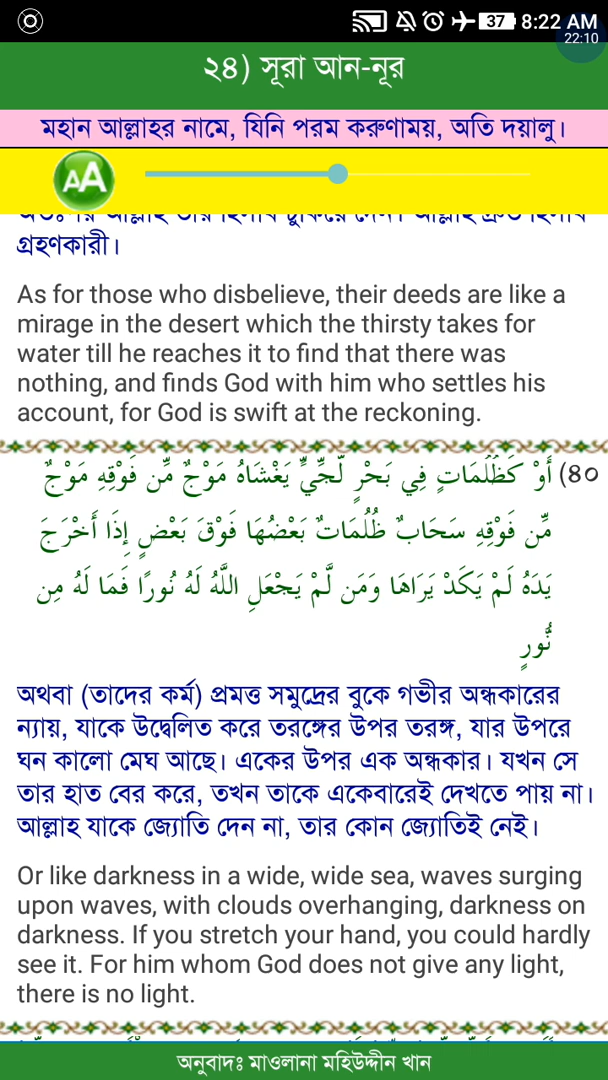 37 8:22 AM
22:10
২৪) সূরা আন-নূর
মহান আল্লাহর নামে, যিনি পরম করুণাময়, অতি দয়ালু।
AA
গ্রহণকারী।
As for those who disbelieve, their deeds are like a
mirage in the desert which the thirsty takes for
water till he reaches it to find that there was
nothing, and finds God with him who settles his
account, for God is swift at the reckoning.
৪০) أَوْ كَظُلُمَاتٍ فِي بَحْرٍ لُّجِّيٍّ يَغْشَاهُ مَوْجٌ مِّن فَوْقِهِ مَوْجٌ
مِّن فَوْقِهِ سَحَابٌ ظُلُمَاتٌ بَعْضُهَا فَوْقَ بَعْضٍ إِذَا أَخْرَجَ
يَدَهُ لَمْ يَكَدْ يَرَاهَا وَمَن لَّمْ يَجْعَلِ اللَّهُ لَهُ نُورًا فَمَا لَهُ مِن
نُّورٍ
অথবা (তাদের কর্ম) প্রমত্ত সমুদ্রের বুকে গভীর অন্ধকারের
ন্যায়, যাকে উদ্বেলিত করে তরঙ্গের উপর তরঙ্গ, যার উপরে
ঘন কালো মেঘ আছে। একের উপর এক অন্ধকার। যখন সে
তার হাত বের করে, তখন তাকে একেবারেই দেখতে পায় না।
আল্লাহ যাকে জ্যোতি দেন না, তার কোন জ্যোতিই নেই।
Or like darkness in a wide, wide sea, waves surging
upon waves, with clouds overhanging, darkness on
darkness. If you stretch your hand, you could hardly
see it. For him whom God does not give any light,
there is no light.
অনুবাদঃ মাওলানা মহিউদ্দীন খান